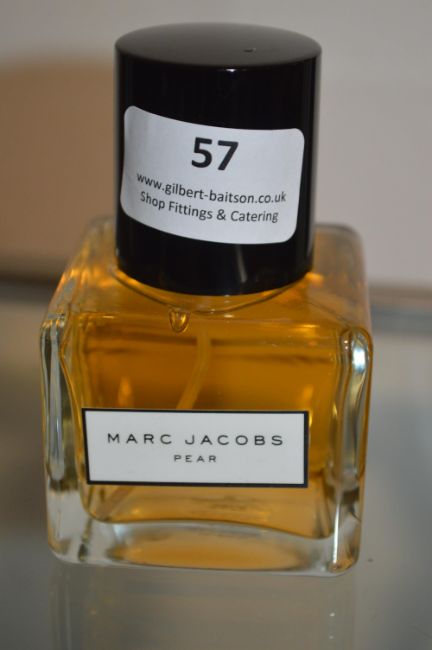 57
www.gilbert-baitson.co.uk
Shop Fittings & Catering
MARC JACOBS
PEAR